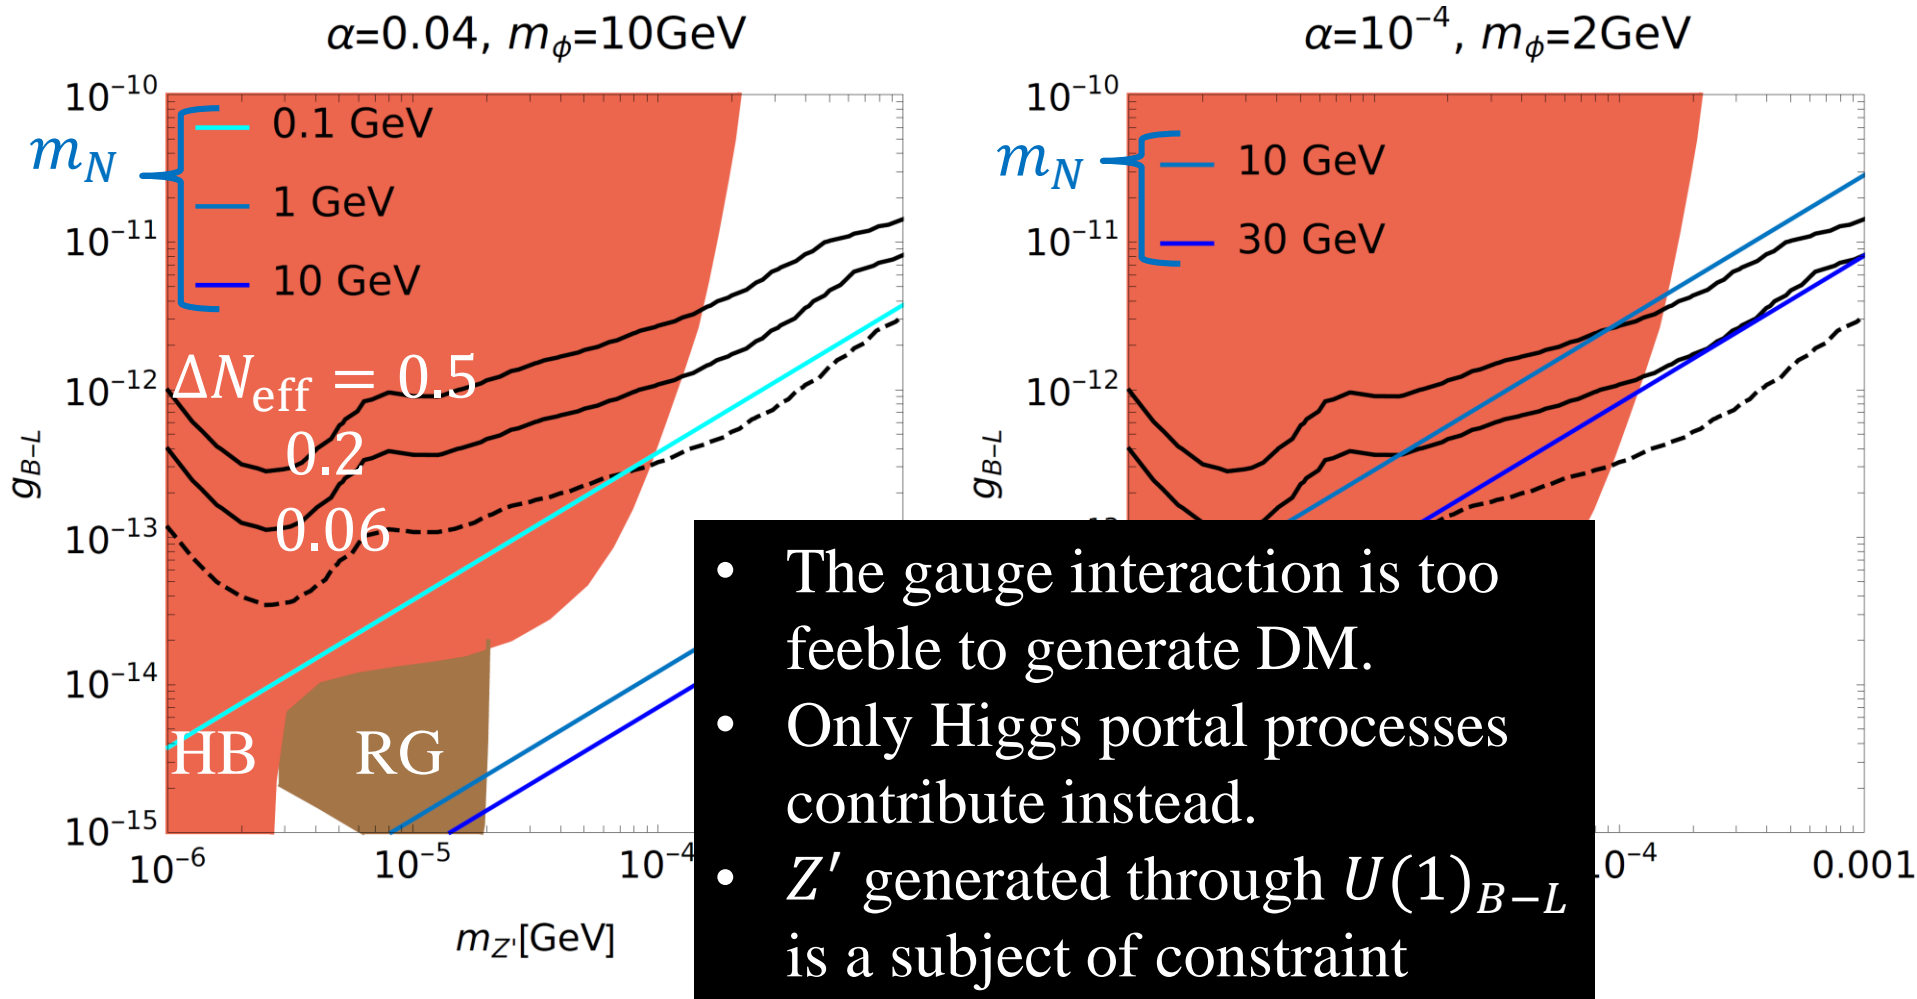 α=0.04, m_ϕ=10GeV
10⁻¹⁰
10⁻¹¹
10⁻¹²
10⁻¹³
10⁻¹⁴
10⁻¹⁵
g_{B−L}
m_N
0.1 GeV
1 GeV
10 GeV
ΔN_eff = 0.5
0.2
0.06
HB
RG
10⁻⁶
10⁻⁵
10⁻⁴
m_{Z'}[GeV]
α=10⁻⁴, m_ϕ=2GeV
10⁻¹⁰
10⁻¹¹
10⁻¹²
g_{B−L}
m_N
10 GeV
30 GeV
0.001
• The gauge interaction is too
feeble to generate DM.
• Only Higgs portal processes
contribute instead.
• Z′ generated through U(1)_{B−L}
is a subject of constraint